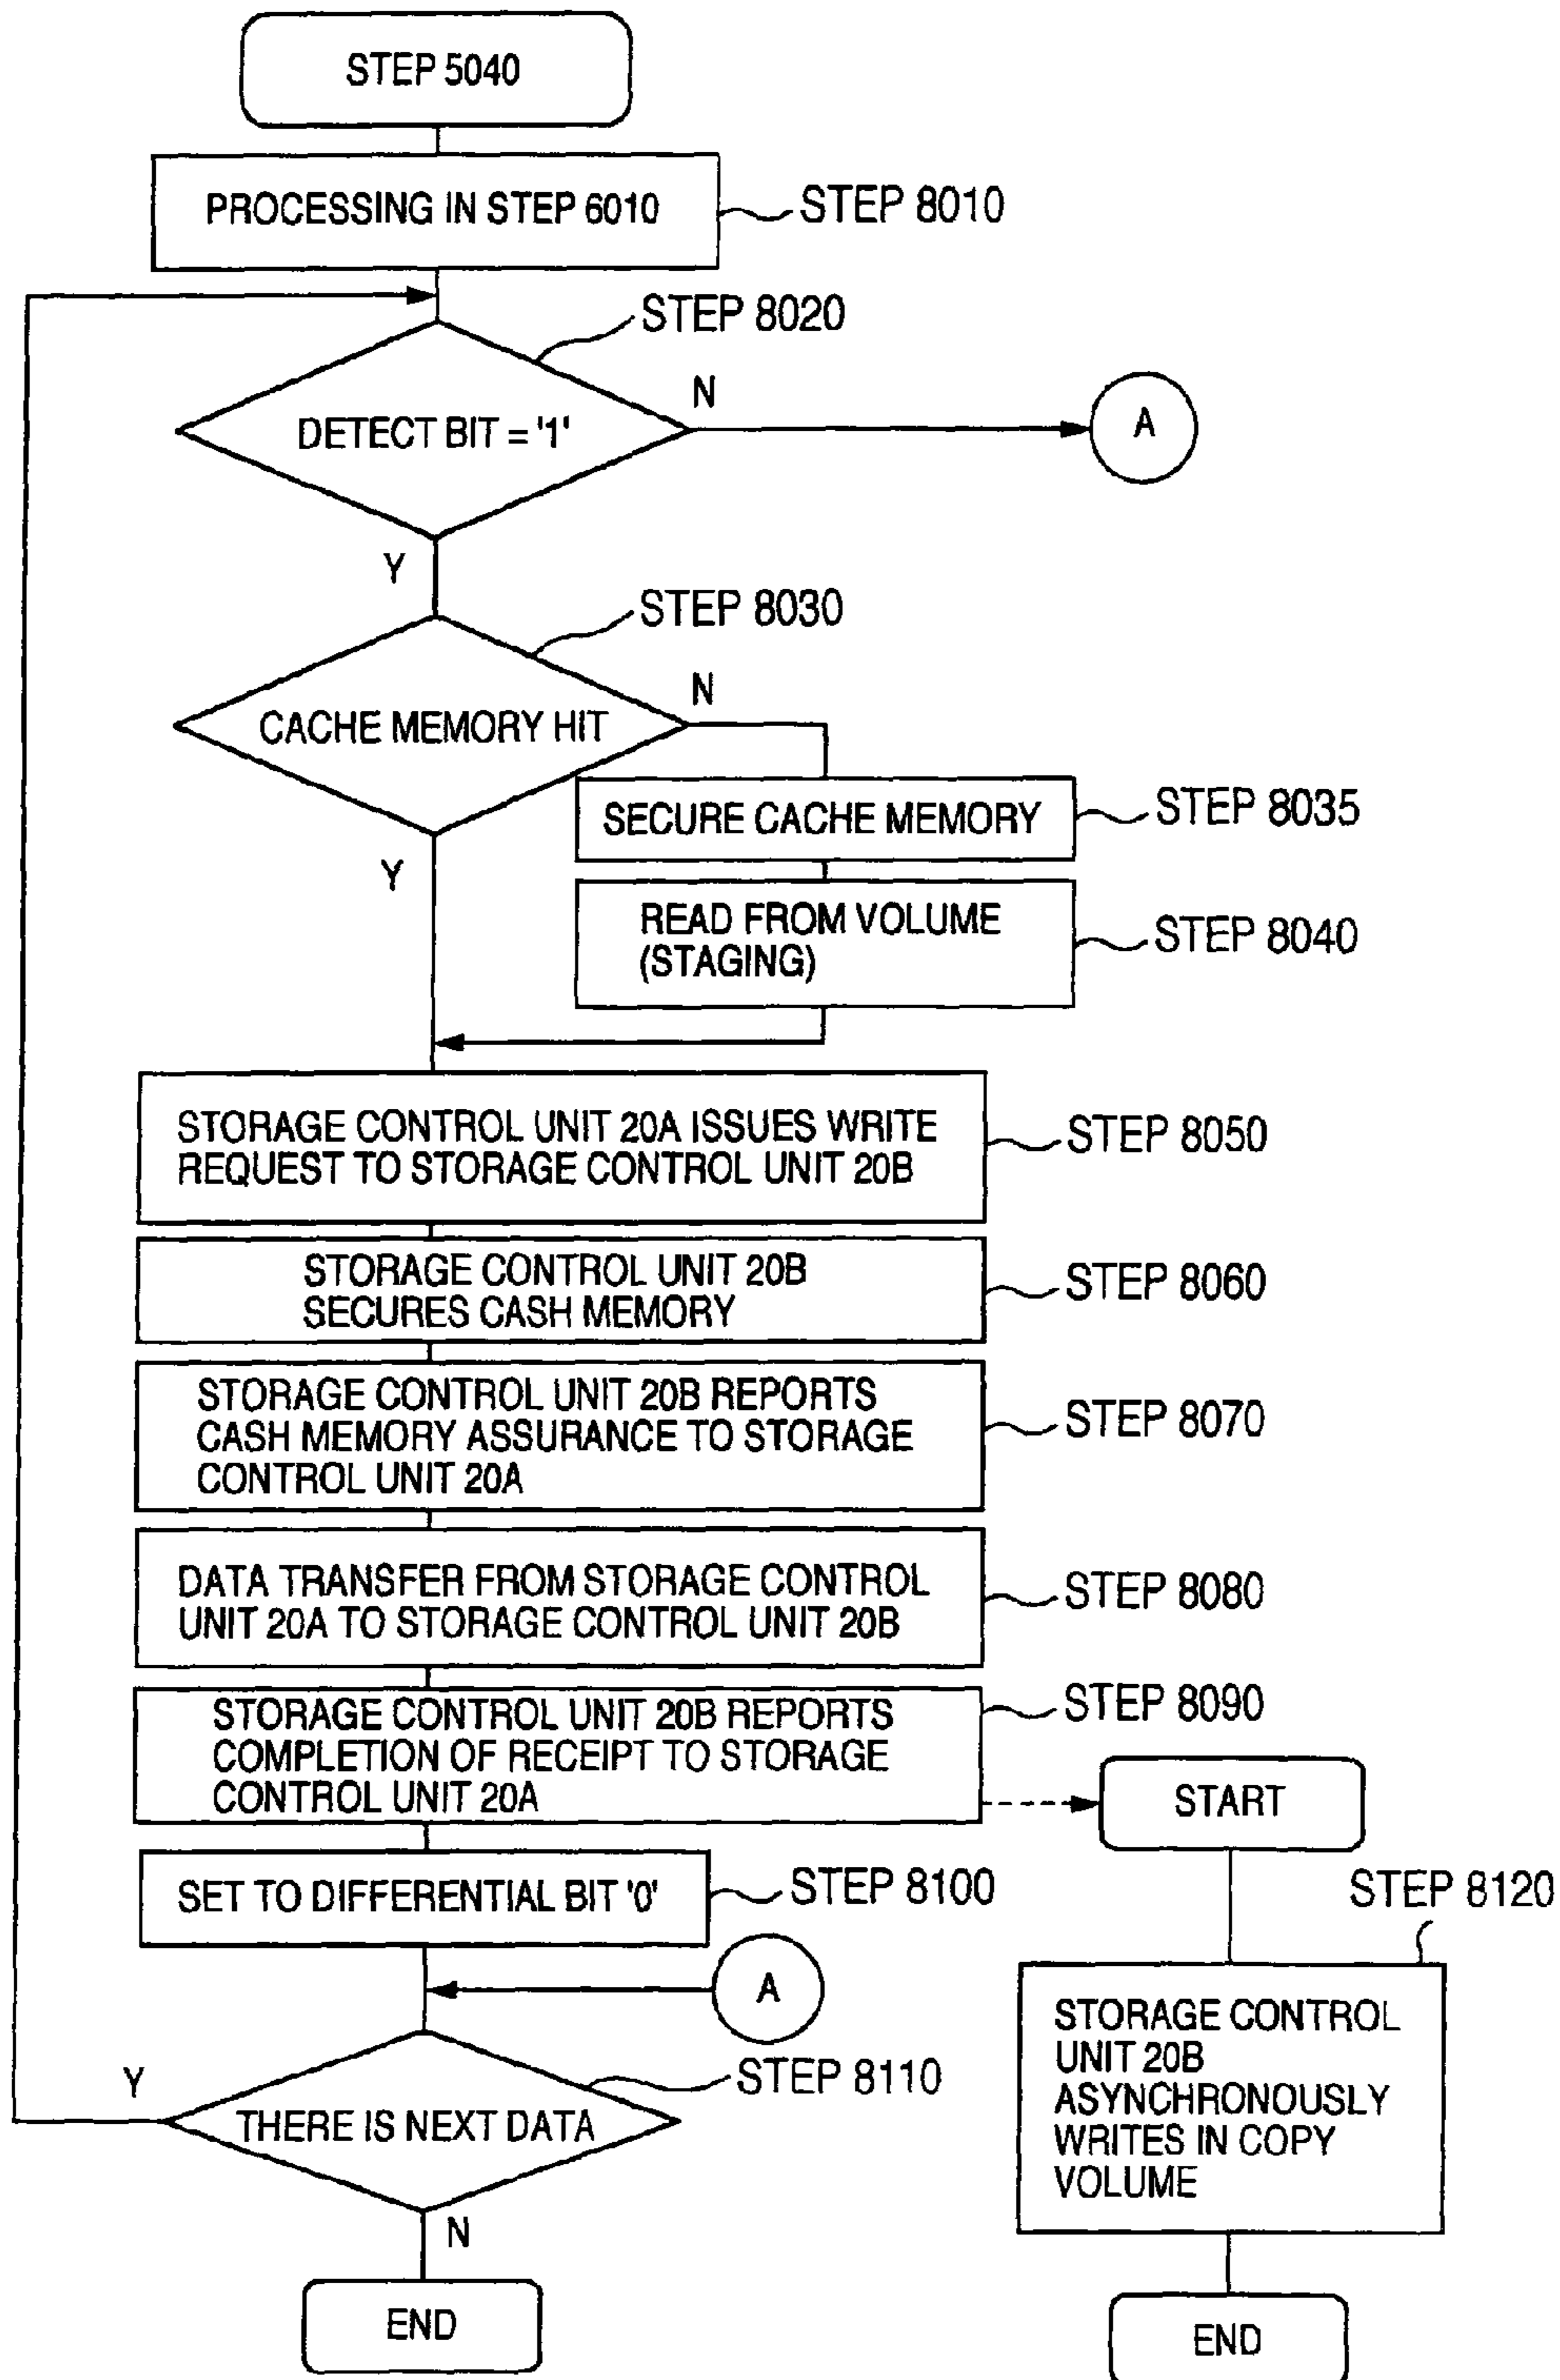 STEP 5040
PROCESSING IN STEP 6010
STEP 8010
STEP 8020
DETECT BIT = '1'
N
A
Y
STEP 8030
CACHE MEMORY HIT
N
SECURE CACHE MEMORY
STEP 8035
Y
READ FROM VOLUME
(STAGING)
STEP 8040
STORAGE CONTROL UNIT 20A ISSUES WRITE
REQUEST TO STORAGE CONTROL UNIT 20B
STEP 8050
STORAGE CONTROL UNIT 20B
SECURES CASH MEMORY
STEP 8060
STORAGE CONTROL UNIT 20B REPORTS
CASH MEMORY ASSURANCE TO STORAGE
CONTROL UNIT 20A
STEP 8070
DATA TRANSFER FROM STORAGE CONTROL
UNIT 20A TO STORAGE CONTROL UNIT 20B
STEP 8080
STORAGE CONTROL UNIT 20B REPORTS
COMPLETION OF RECEIPT TO STORAGE
CONTROL UNIT 20A
STEP 8090
START
SET TO DIFFERENTIAL BIT '0'
STEP 8100
STEP 8120
A
STEP 8110
Y
THERE IS NEXT DATA
STORAGE CONTROL
UNIT 20B
ASYNCHRONOUSLY
WRITES IN COPY
VOLUME
N
END
END